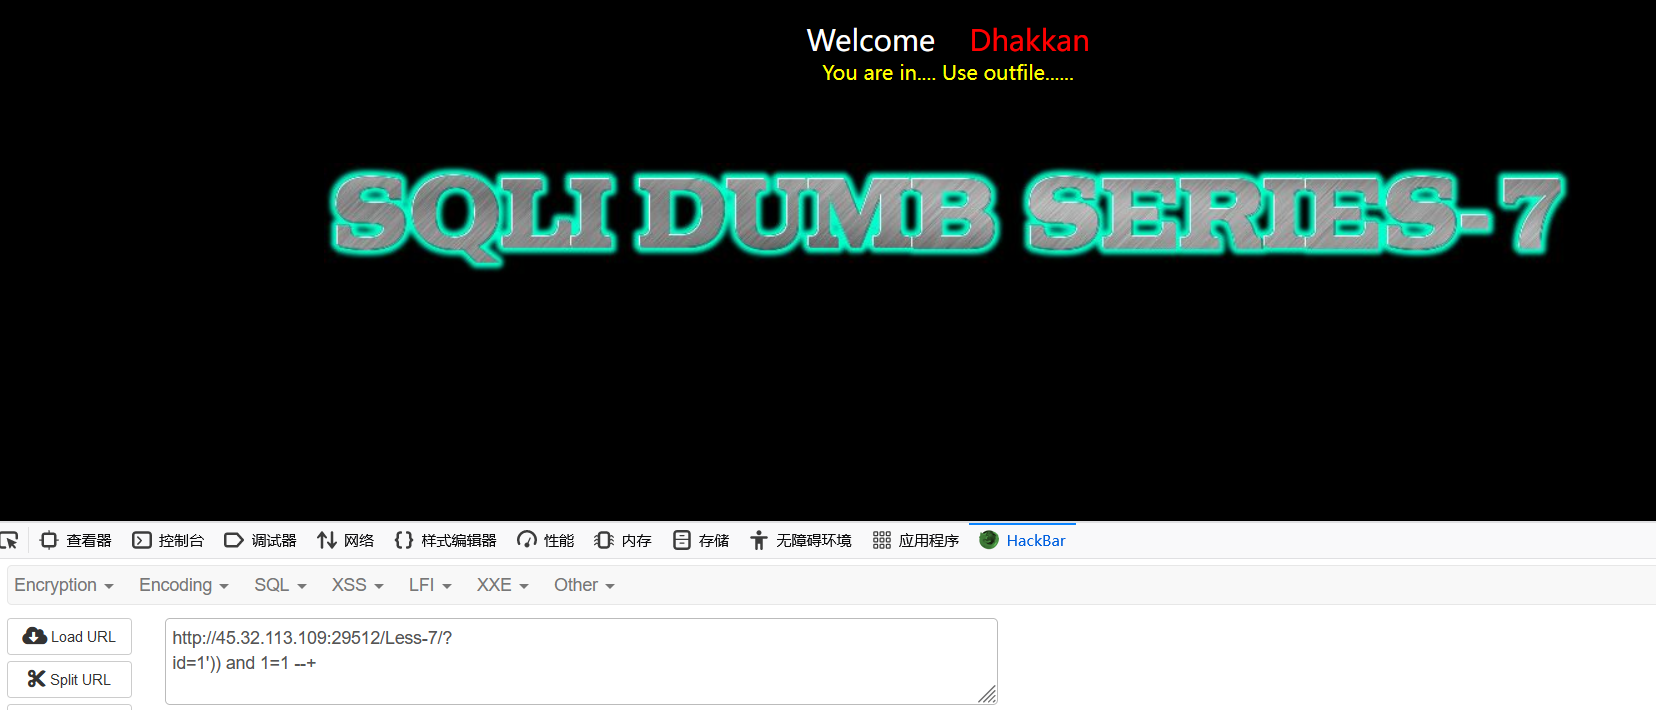 Welcome Dhakkan
You are in.... Use outfile......
SQLI DUMB SERIES-7
查看器 控制台 调试器 网络 样式编辑器 性能 内存 存储 无障碍环境 应用程序 HackBar
Encryption Encoding SQL XSS LFI XXE Other
Load URL
http://45.32.113.109:29512/Less-7/?
id=1')) and 1=1 --+
Split URL